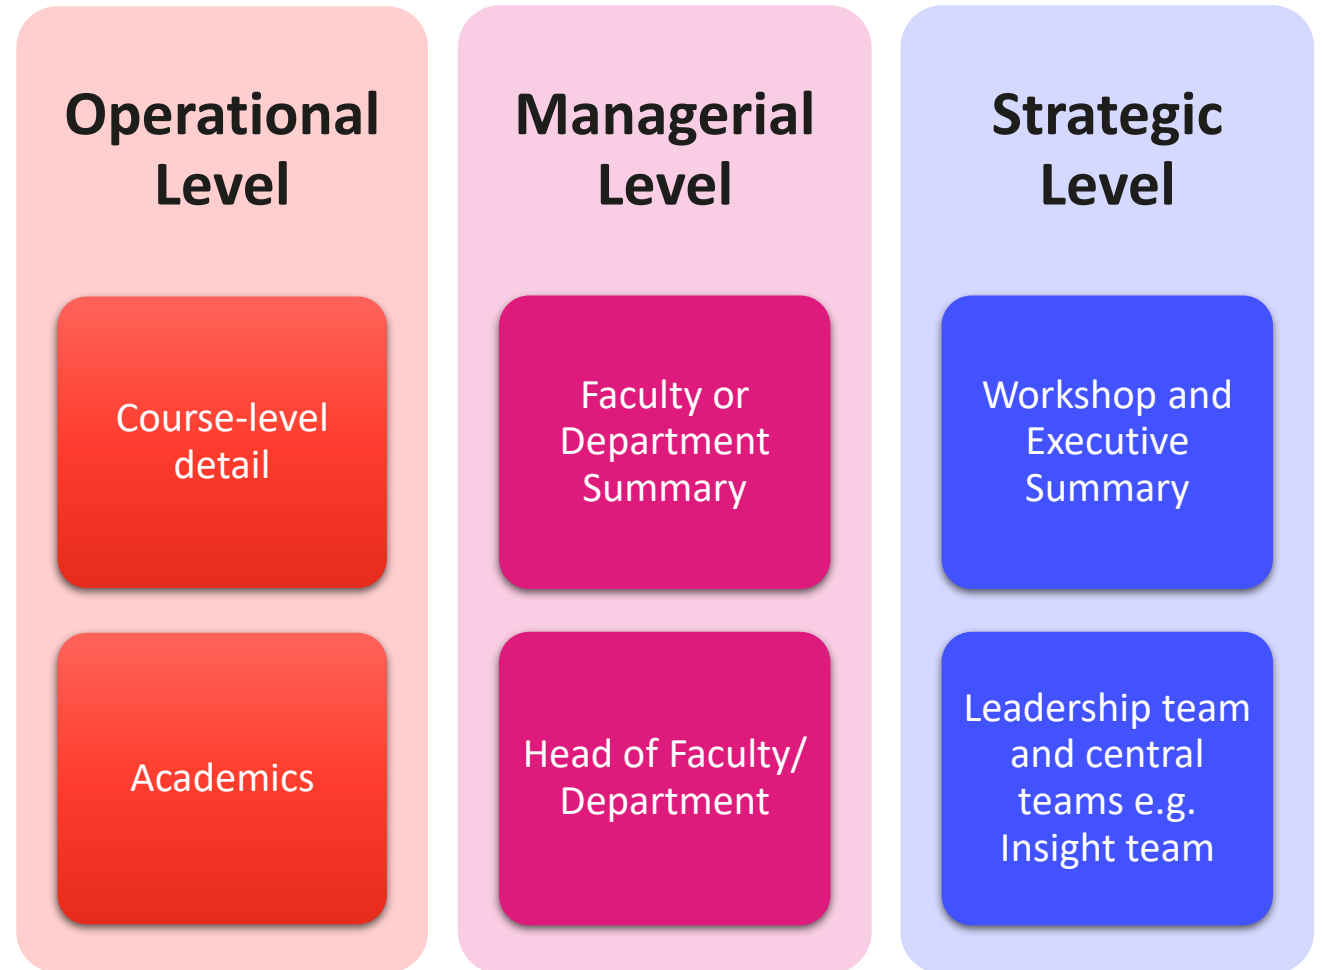 Operational
Level
Course-level
detail
Academics
Managerial
Level
Faculty or
Department
Summary
Head of Faculty/
Department
Strategic
Level
Workshop and
Executive
Summary
Leadership team
and central
teams e.g.
Insight team